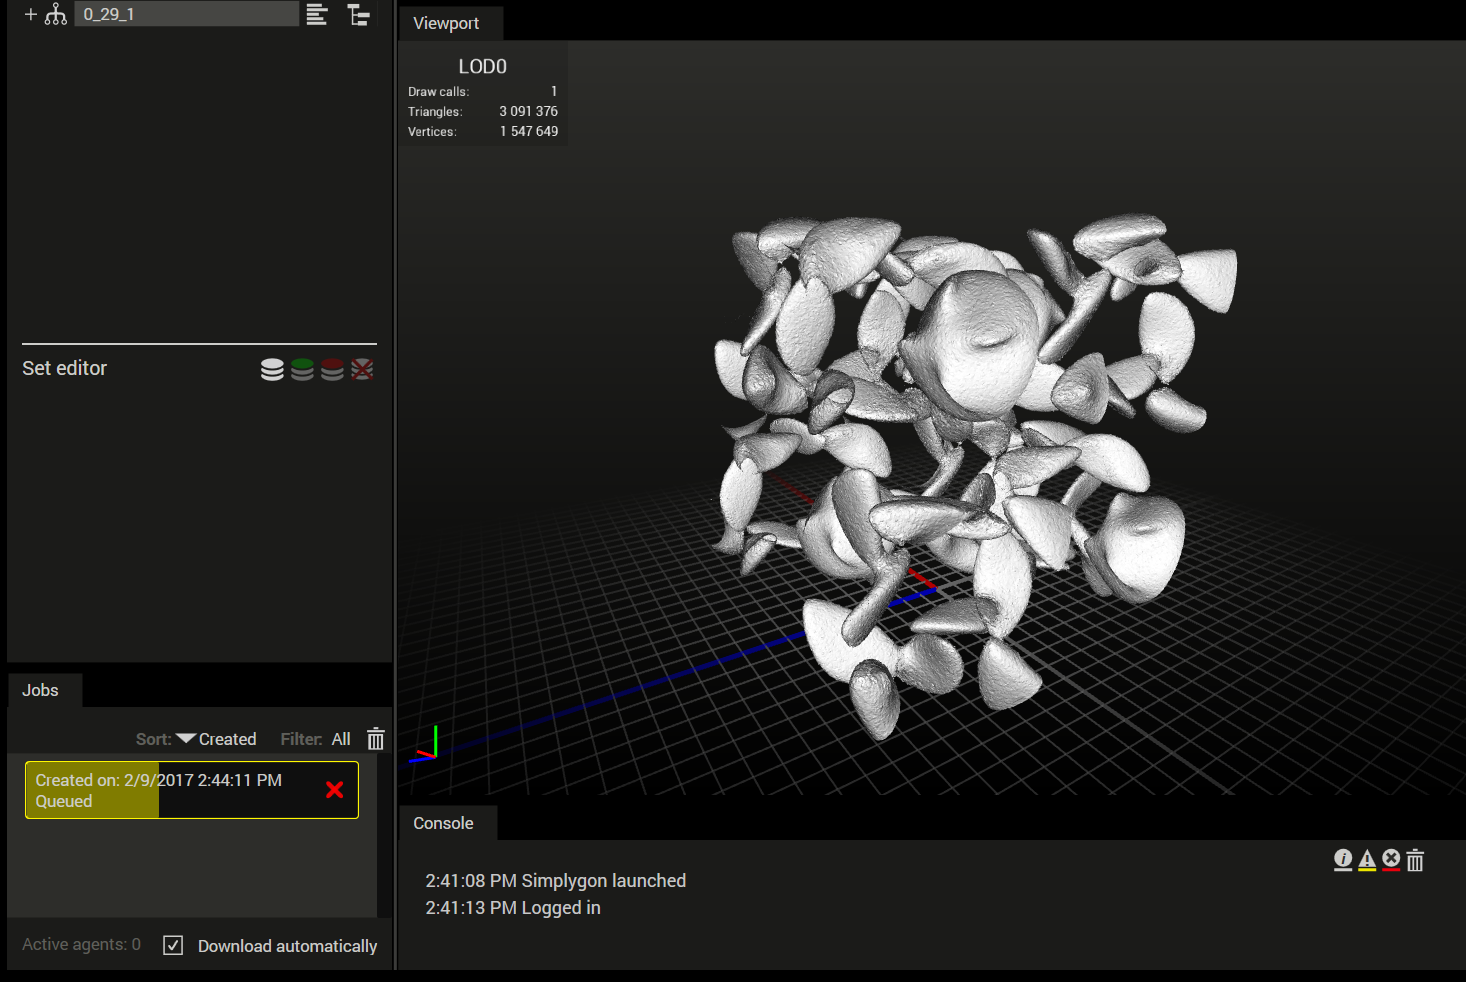 0_29_1
Viewport
LOD0
Draw calls: 1
Triangles: 3 091 376
Vertices: 1 547 649
Set editor
Jobs
Sort: Created Filter: All
Created on: 2/9/2017 2:44:11 PM
Queued
Active agents: 0 Download automatically
Console
2:41:08 PM Simplygon launched
2:41:13 PM Logged in